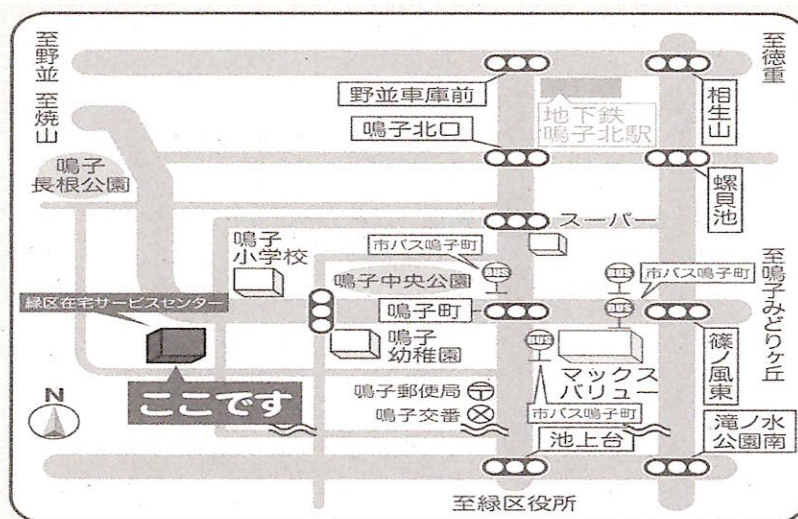 至野並
至焼山
至徳重
野並車庫前
相生山
地下鉄
鳴子北駅
鳴子北口
鳴子
長根公園
螺貝池
スーパー
鳴子
小学校
市バス鳴子町
BUS
鳴子中央公園
市バス鳴子町
BUS
至鳴子みどりヶ丘
緑区在宅サービスセンター
鳴子町
BUS
鳴子
幼稚園
マックス
バリュー
篠ノ風東
ここです
鳴子郵便局
鳴子交番
市バス鳴子町
N
池上台
滝ノ水
公園南
至緑区役所